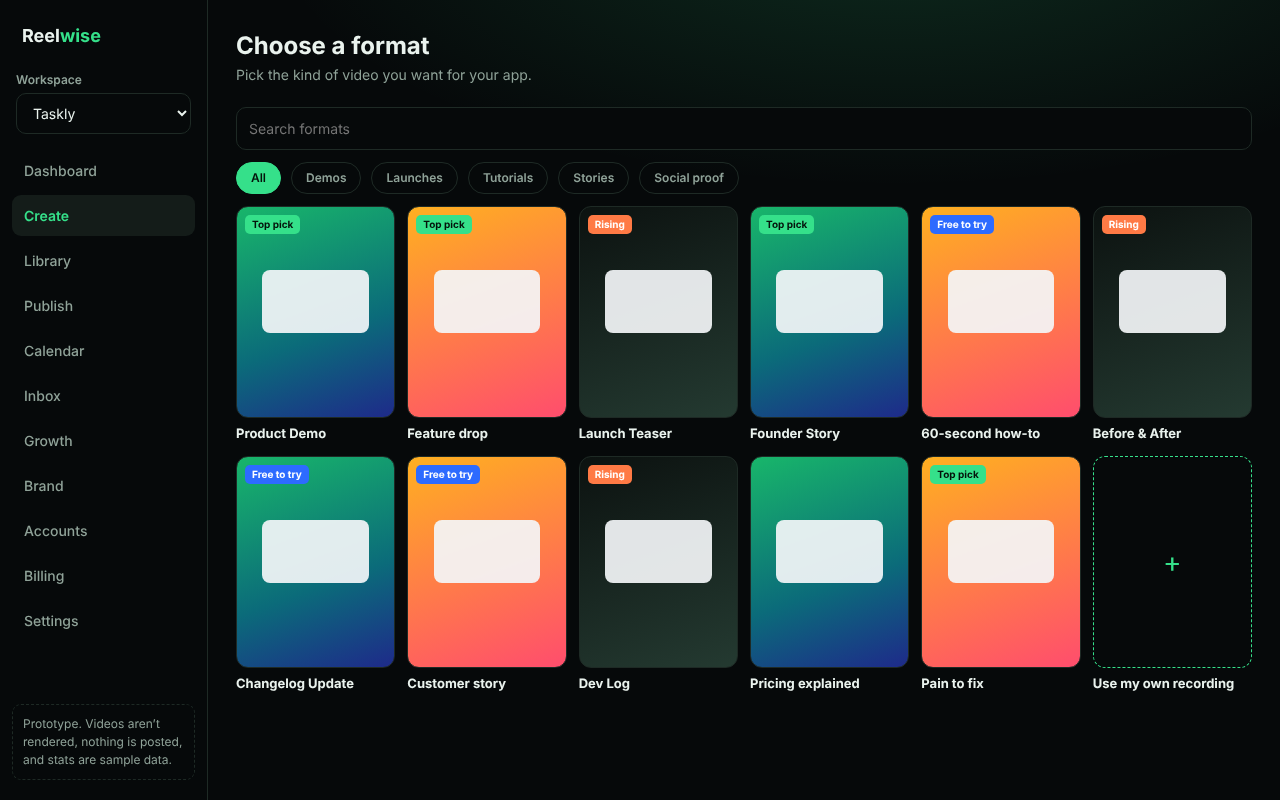 Reelwise
Workspace
Taskly
Dashboard
Create
Library
Publish
Calendar
Inbox
Growth
Brand
Accounts
Billing
Settings
Prototype. Videos aren’t
rendered, nothing is posted,
and stats are sample data.
Choose a format
Pick the kind of video you want for your app.
Search formats
All
Demos
Launches
Tutorials
Stories
Social proof
Top pick
Product Demo
Top pick
Feature drop
Rising
Launch Teaser
Top pick
Founder Story
Free to try
60-second how-to
Rising
Before & After
Free to try
Changelog Update
Free to try
Customer story
Rising
Dev Log
Pricing explained
Top pick
Pain to fix
+
Use my own recording